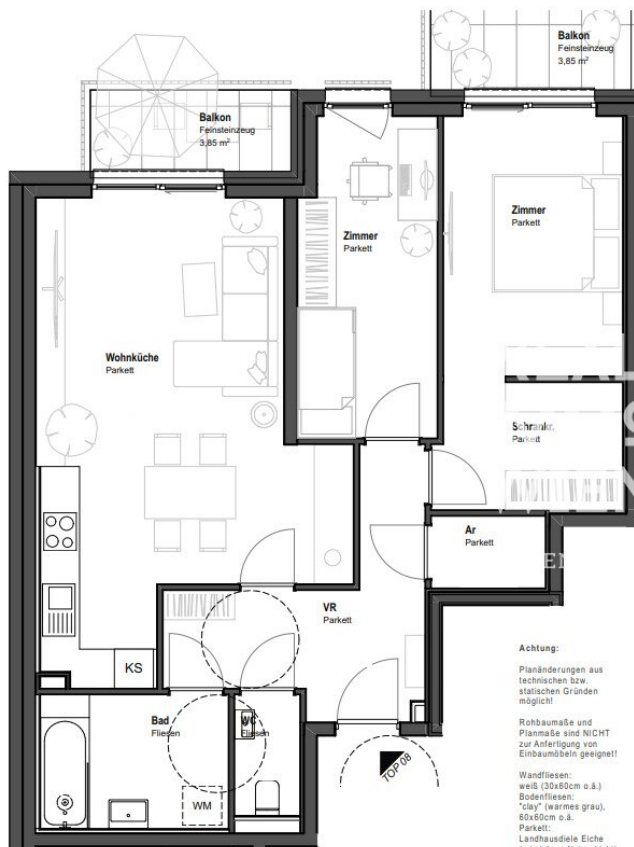 Balkon
Feinsteinzeug
3,85 m²
Balkon
Feinsteinzeug
3,85 m²
Zimmer
Parkett
Zimmer
Parkett
Wohnküche
Parkett
Schrankr.
Parkett
Ar
Parkett
VR
Parkett
KS
Bad
Fliesen
WC
Fliesen
WM
TOP 08
Achtung:
Planänderungen aus
technischen bzw.
statischen Gründen
möglich!
Rohbaumaße und
Planmaße sind NICHT
zur Anfertigung von
Einbaumöbeln geeignet!
Wandfliesen:
weiß (30x60cm o.ä.)
Bodenfliesen:
"clay" (warmes grau),
60x60cm o.ä.
Parkett:
Landhausdiele Eiche